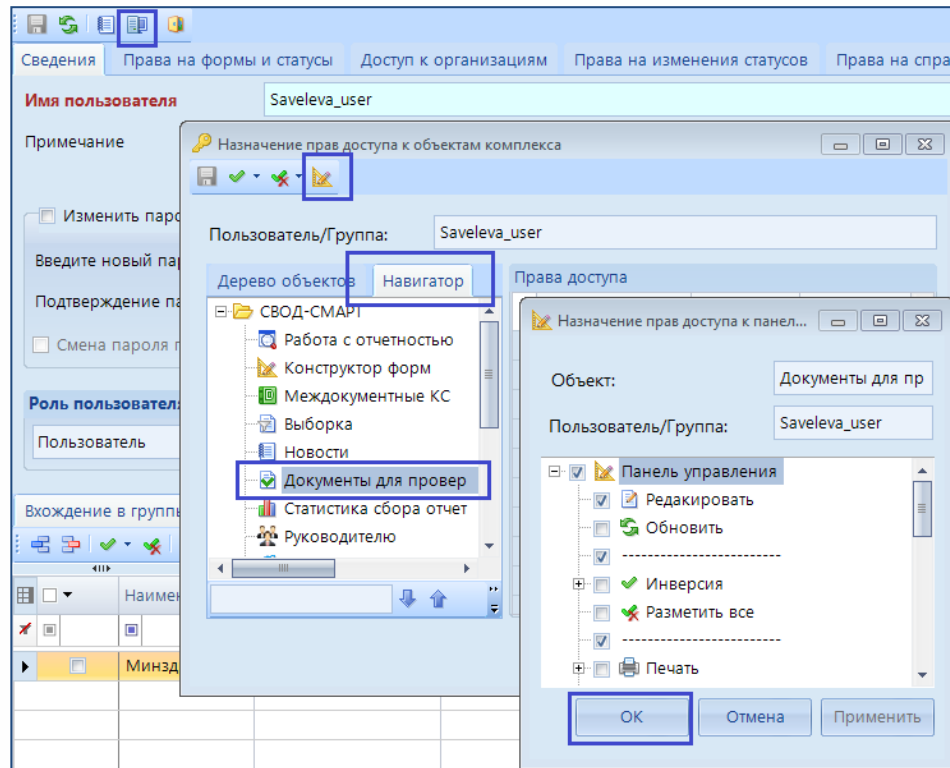 Сведения Права на формы и статусы Доступ к организациям Права на изменения статусов Права на спра
Имя пользователя Saveleva_user
Примечание
Назначение прав доступа к объектам комплекса
Изменить паро
Пользователь/Группа: Saveleva_user
Введите новый пар
Дерево объектов Навигатор Права доступа
Подтверждение па
СВОД-СМАРТ
Назначение прав доступа к панел...
Работа с отчетностью
Смена пароля п
Конструктор форм
Объект: Документы для пр
Междокументные КС
Роль пользователя
Выборка
Пользователь/Группа: Saveleva_user
Пользователь
Новости
Документы для провер
Панель управления
Вхождение в группы
Статистика сбора отчет
Редакировать
Руководителю
Обновить
------------------------
Наимен
Инверсия
Разметить все
------------------------
Минзд
Печать
OK Отмена Применить